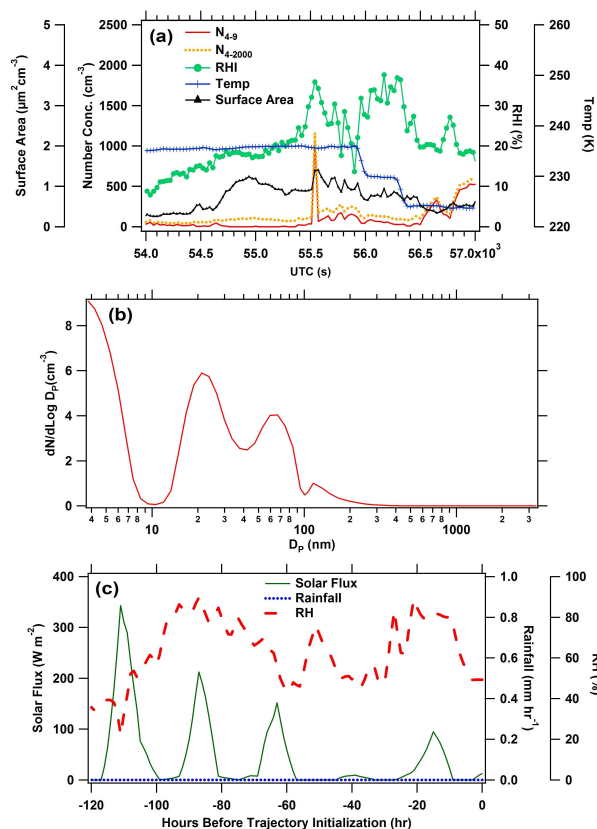 (a)
N4-9
N4-2000
RHI
Temp
Surface Area
Surface Area (µm² cm⁻³)
5
4
3
2
1
0
Number Conc. (cm⁻³)
2500
2000
1500
1000
500
0
RHI (%)
50
40
30
20
10
0
Temp (K)
260
250
240
230
220
54.0 54.5 55.0 55.5 56.0 56.5 57.0x10³
UTC (s)
(b)
dN/dLog DP(cm⁻³)
8
6
4
2
0
4 5 6 7 8 10 2 3 4 5 6 7 8 100 2 3 4 5 6 7 8 1000 2 3
DP (nm)
(c)
Solar Flux
Rainfall
RH
Solar Flux (W m⁻²)
400
300
200
100
0
Rainfall (mm hr⁻¹)
1.0
0.8
0.6
0.4
0.2
0.0
RH (%)
100
80
60
40
20
0
-120 -100 -80 -60 -40 -20 0
Hours Before Trajectory Initialization (hr)